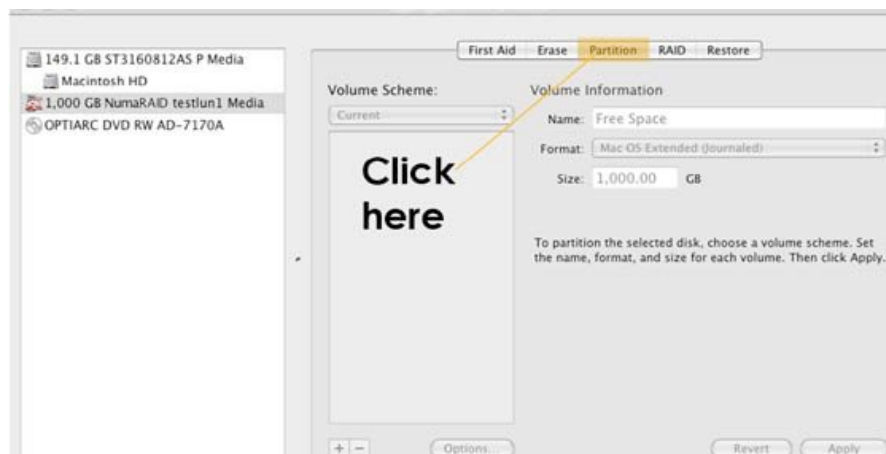 149.1 GB ST3160812AS P Media
Macintosh HD
1,000 GB NumaRAID testlun1 Media
OPTIARC DVD RW AD-7170A
First Aid Erase Partition RAID Restore
Volume Scheme:
Current
Click
here
Volume Information
Name: Free Space
Format: Mac OS Extended (Journaled)
Size: 1,000.00 GB
To partition the selected disk, choose a volume scheme. Set
the name, format, and size for each volume. Then click Apply.
+ - Options... Revert Apply